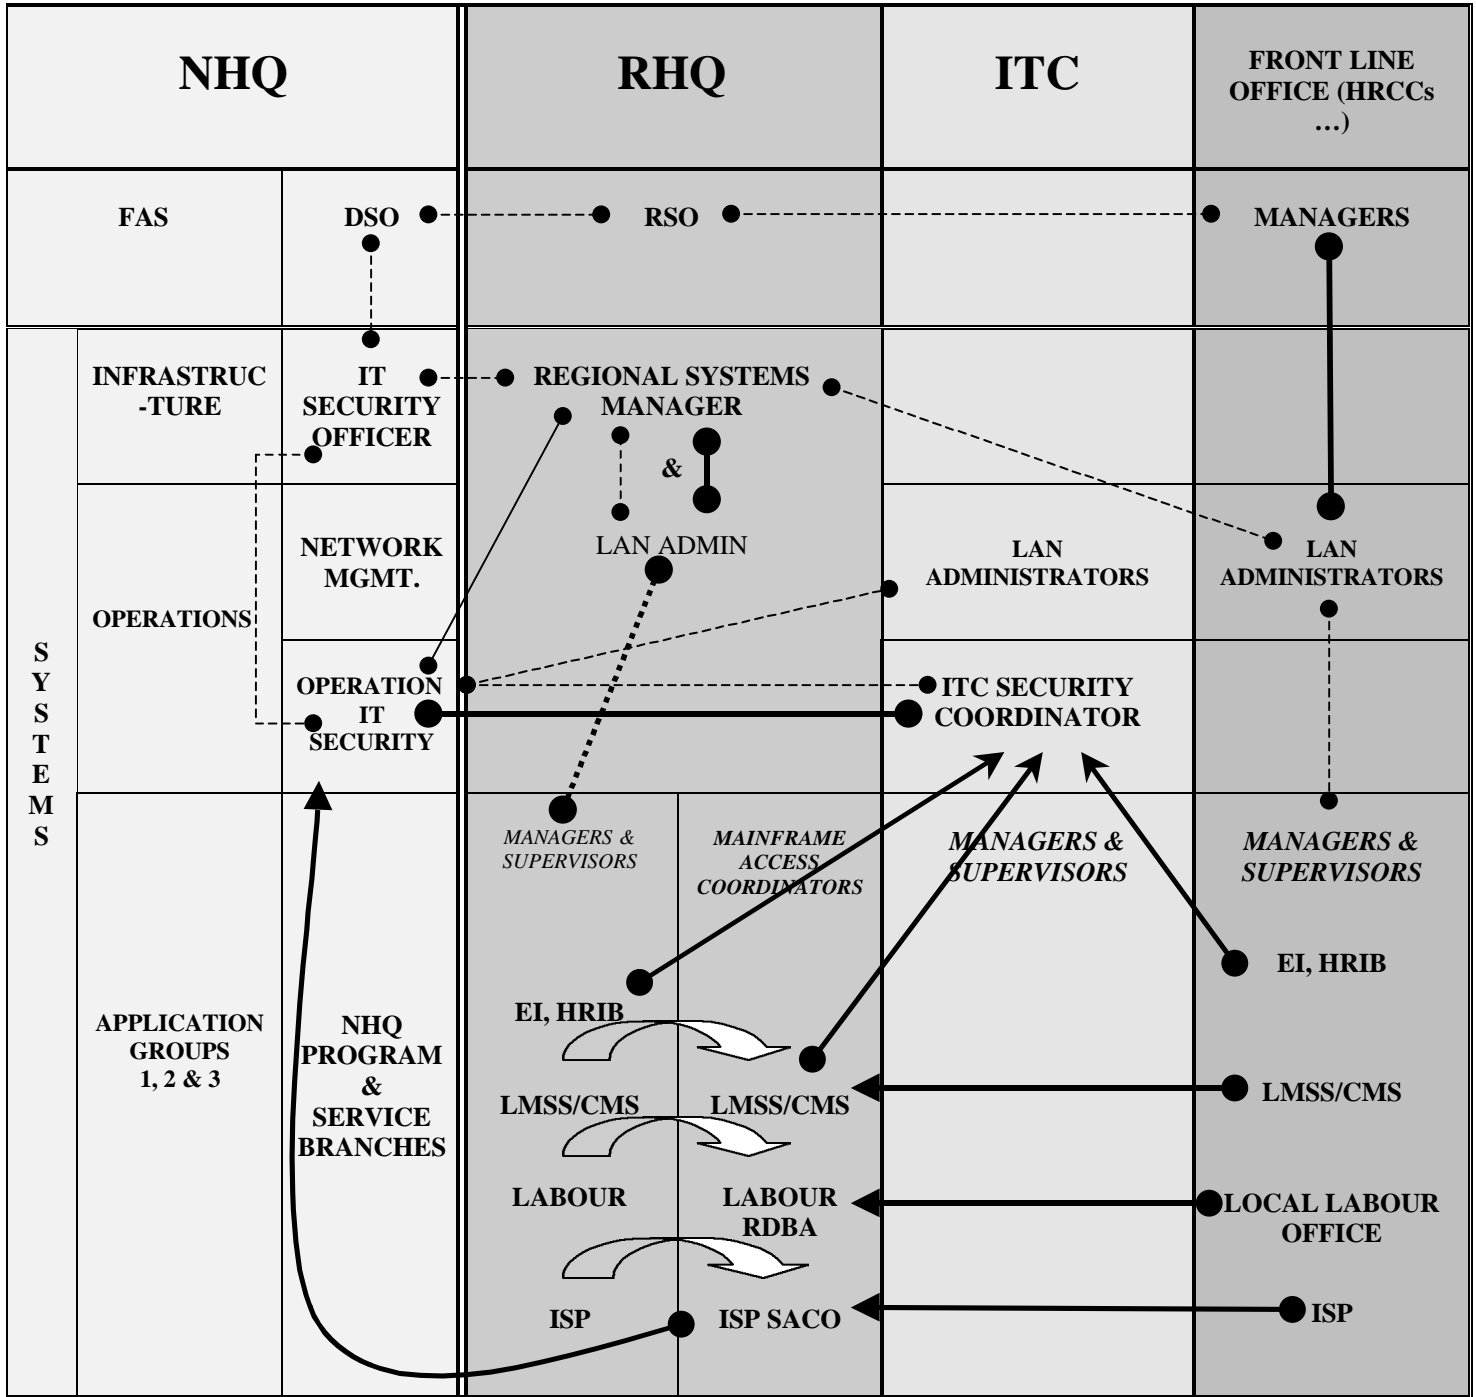 NHQ
RHQ
ITC
FRONT LINE
OFFICE (HRCCs
…)
FAS
DSO
RSO
MANAGERS
SYSTEMS
INFRASTRUC
-TURE
IT
SECURITY
OFFICER
REGIONAL SYSTEMS
MANAGER
&
LAN ADMIN
OPERATIONS
NETWORK
MGMT.
LAN
ADMINISTRATORS
LAN
ADMINISTRATORS
OPERATION
IT
SECURITY
ITC SECURITY
COORDINATOR
APPLICATION
GROUPS
1, 2 & 3
NHQ
PROGRAM
&
SERVICE
BRANCHES
MANAGERS &
SUPERVISORS
MAINFRAME
ACCESS
COORDINATORS
MANAGERS &
SUPERVISORS
MANAGERS &
SUPERVISORS
EI, HRIB
EI, HRIB
LMSS/CMS
LMSS/CMS
LMSS/CMS
LABOUR
LABOUR
RDBA
LOCAL LABOUR
OFFICE
ISP
ISP SACO
ISP